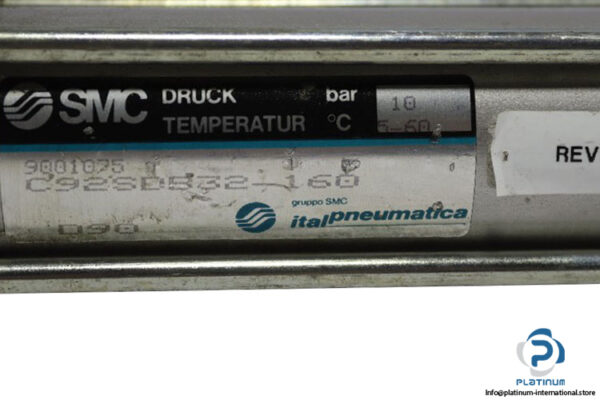 SMC DRUCK bar 10
TEMPERATUR °C 5-60
9001075
C92SDB32-160
gruppo SMC
italpneumatica
090
REV
PLATINUM
Info@platinum-international.store